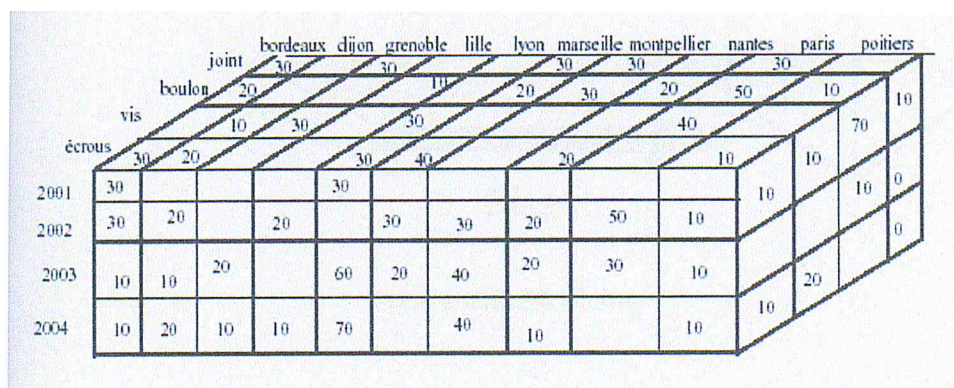 bordeaux dijon grenoble lille lyon marseille montpellier nantes paris poitiers
joint 30 30 30 30 30
boulon 20 10 20 30 20 50 10 10
vis 10 30 30 40 70
écrous 30 20 30 40 20 10 10
2001 30 30 10 10 0
2002 30 20 20 30 30 20 50 10
0
2003 10 10 20 60 20 40 20 30 10
20
10
2004 10 20 10 10 70 40 10 10